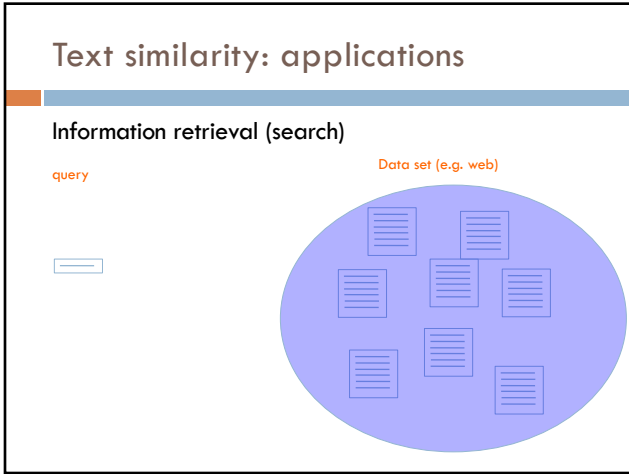 Text similarity: applications
Information retrieval (search)
query
Data set (e.g. web)